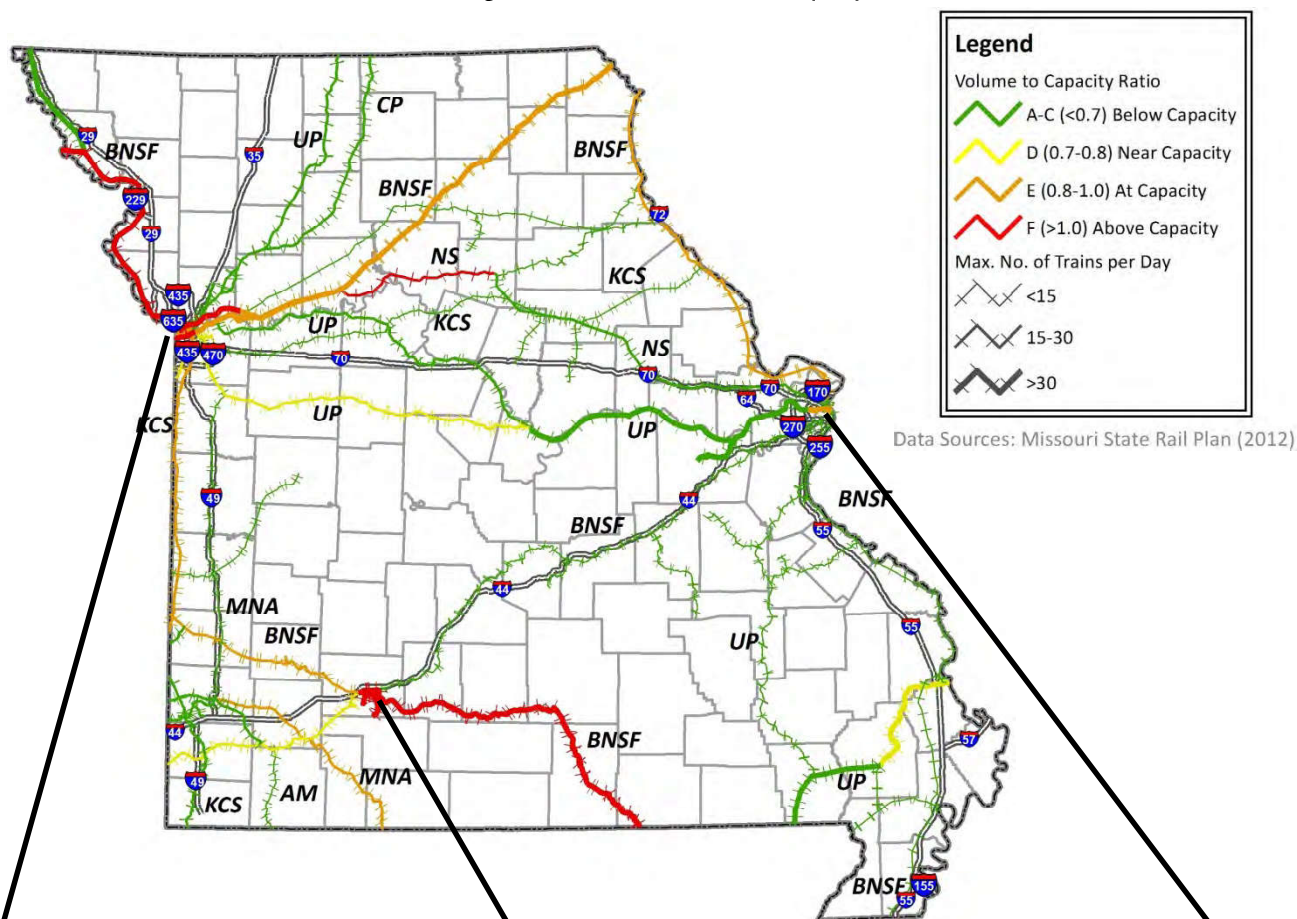 Legend
Volume to Capacity Ratio
A-C (<0.7) Below Capacity
D (0.7-0.8) Near Capacity
E (0.8-1.0) At Capacity
F (>1.0) Above Capacity
Max. No. of Trains per Day
<15
15-30
>30
Data Sources: Missouri State Rail Plan (2012)
CP
29
UP
BNSF
35
BNSF
BNSF
229
72
29
NS
KCS
435
635
UP
KCS
NS
435
470
70
70
70
170
64
UP
KCS
UP
270
255
49
44
BNSF
BNSF
55
44
MNA
BNSF
UP
55
44
BNSF
57
49
KCS
AM
MNA
UP
BNSF
155
55